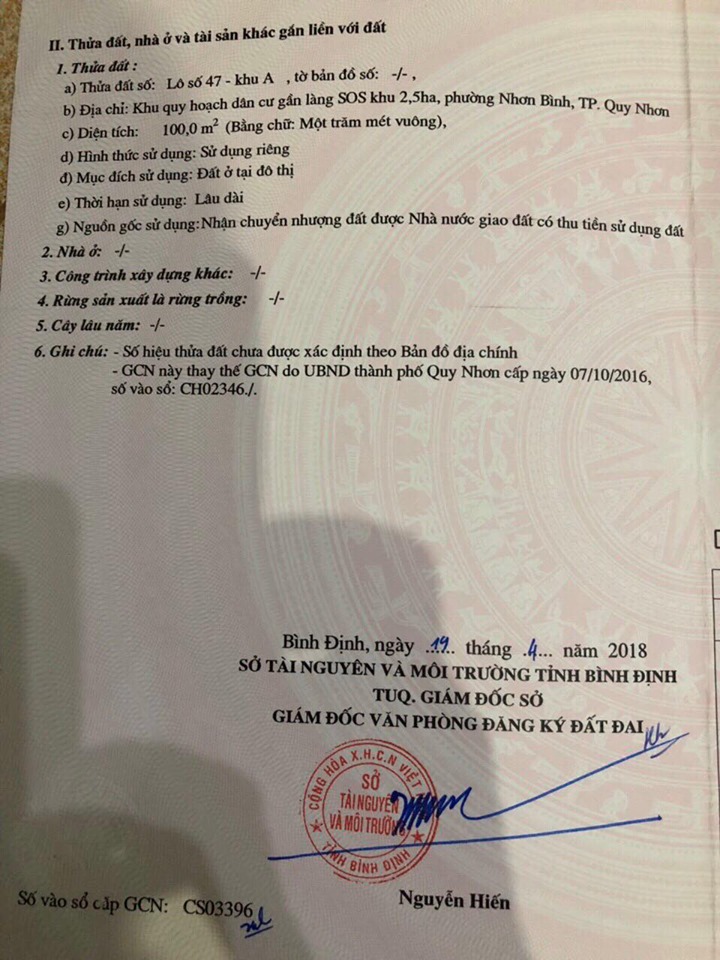 II. Thửa đất, nhà ở và tài sản khác gắn liền với đất
1. Thửa đất :
a) Thửa đất số: Lô số 47 - khu A , tờ bản đồ số: -/- ,
b) Địa chỉ: Khu quy hoạch dân cư gần làng SOS khu 2,5ha, phường Nhơn Bình, TP. Quy Nhơn
c) Diện tích: 100,0 m² (Bằng chữ: Một trăm mét vuông),
d) Hình thức sử dụng: Sử dụng riêng
đ) Mục đích sử dụng: Đất ở tại đô thị
e) Thời hạn sử dụng: Lâu dài
g) Nguồn gốc sử dụng:Nhận chuyển nhượng đất được Nhà nước giao đất có thu tiền sử dụng đất
2. Nhà ở: -/-
3. Công trình xây dựng khác: -/-
4. Rừng sản xuất là rừng trồng: -/-
5. Cây lâu năm: -/-
6. Ghi chú: - Số hiệu thửa đất chưa được xác định theo Bản đồ địa chính
- GCN này thay thế GCN do UBND thành phố Quy Nhơn cấp ngày 07/10/2016,
số vào sổ: CH02346./.
Bình Định, ngày ..19.. tháng .4... năm 2018
SỞ TÀI NGUYÊN VÀ MÔI TRƯỜNG TỈNH BÌNH ĐỊNH
TUQ. GIÁM ĐỐC SỞ
GIÁM ĐỐC VĂN PHÒNG ĐĂNG KÝ ĐẤT ĐAI
CỘNG HÒA X.H.C.N VIỆT
SỞ
TÀI NGUYÊN
VÀ MÔI TRƯỜNG
TỈNH BÌNH ĐỊNH
Nguyễn Hiến
Số vào sổ cấp GCN: CS03396